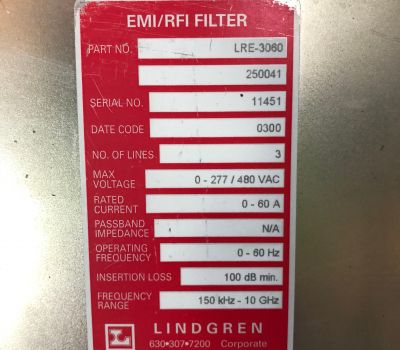 EMI/RFI FILTER
PART NO. LRE-3060
250041
SERIAL NO. 11451
DATE CODE 0300
NO. OF LINES 3
MAX VOLTAGE 0 - 277 / 480 VAC
RATED CURRENT 0 - 60 A
PASSBAND IMPEDANCE N/A
OPERATING FREQUENCY 0 - 60 Hz
INSERTION LOSS 100 dB min.
FREQUENCY RANGE 150 kHz - 10 GHz
L LINDGREN
630•307•7200 Corporate